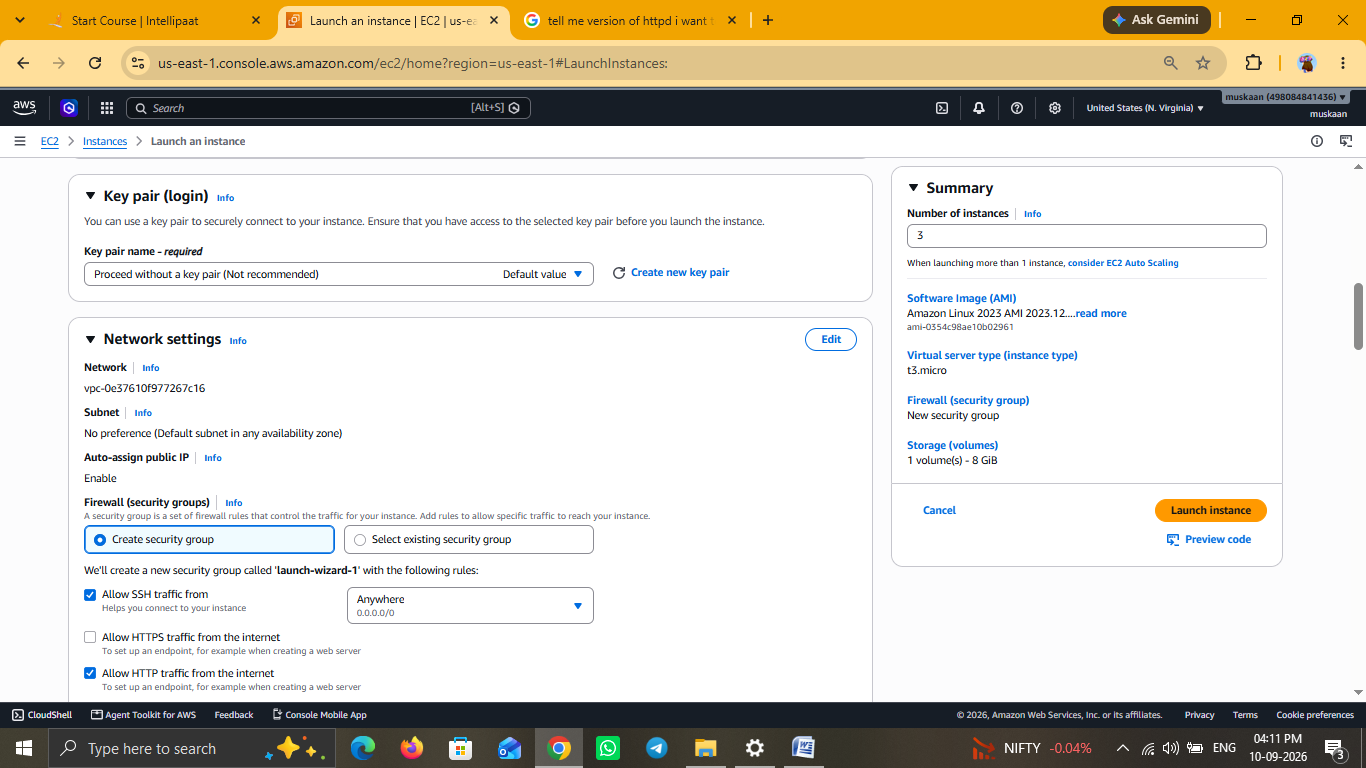 Start Course | Intellipaat
Launch an instance | EC2 | us-ea
tell me version of httpd i want t
Ask Gemini
us-east-1.console.aws.amazon.com/ec2/home?region=us-east-1#LaunchInstances:
aws
Search
[Alt+S]
United States (N. Virginia)
muskaan (498084841436)
muskaan
EC2
Instances
Launch an instance
Key pair (login)
Info
You can use a key pair to securely connect to your instance. Ensure that you have access to the selected key pair before you launch the instance.
Key pair name - required
Proceed without a key pair (Not recommended)
Default value
Create new key pair
Network settings
Info
Edit
Network
Info
vpc-0e37610f977267c16
Subnet
Info
No preference (Default subnet in any availability zone)
Auto-assign public IP
Info
Enable
Firewall (security groups)
Info
A security group is a set of firewall rules that control the traffic for your instance. Add rules to allow specific traffic to reach your instance.
Create security group
Select existing security group
We'll create a new security group called 'launch-wizard-1' with the following rules:
Allow SSH traffic from
Helps you connect to your instance
Anywhere
0.0.0.0/0
Allow HTTPS traffic from the internet
To set up an endpoint, for example when creating a web server
Allow HTTP traffic from the internet
To set up an endpoint, for example when creating a web server
Summary
Number of instances
Info
3
When launching more than 1 instance, consider EC2 Auto Scaling
Software Image (AMI)
Amazon Linux 2023 AMI 2023.12....read more
ami-0354c98ae10b02961
Virtual server type (instance type)
t3.micro
Firewall (security group)
New security group
Storage (volumes)
1 volume(s) - 8 GiB
Cancel
Launch instance
Preview code
CloudShell
Agent Toolkit for AWS
Feedback
Console Mobile App
© 2026, Amazon Web Services, Inc. or its affiliates.
Privacy
Terms
Cookie preferences
Type here to search
NIFTY -0.04%
ENG
04:11 PM
10-09-2026
3